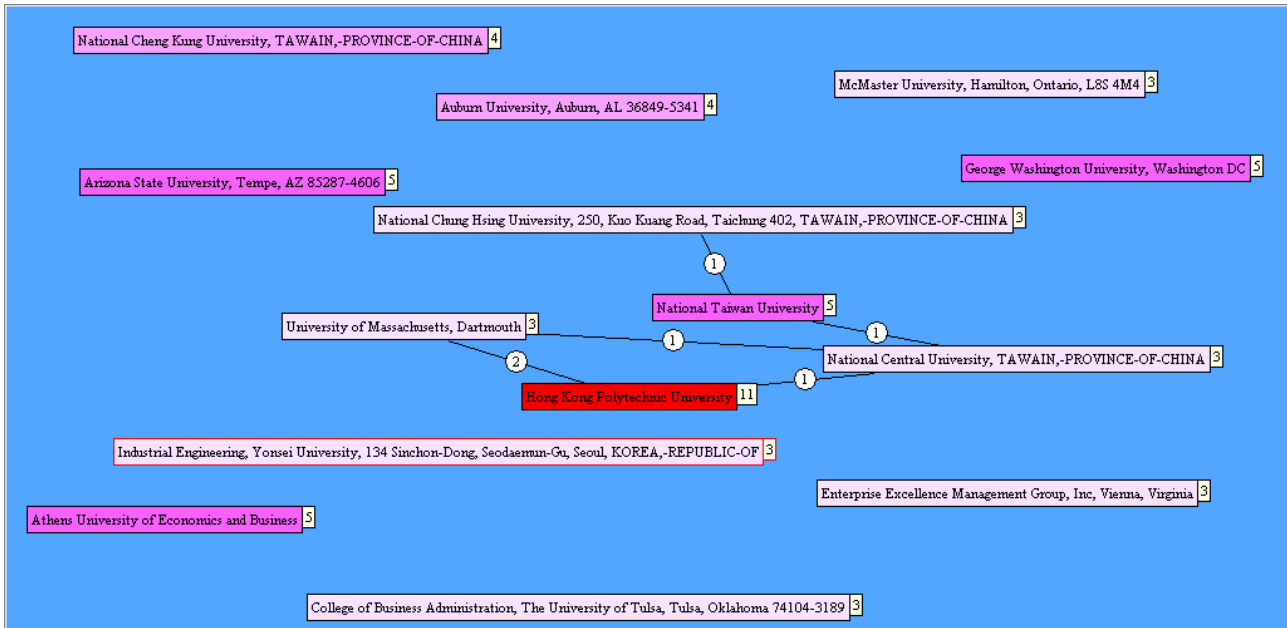 National Cheng Kung University, TAWAIN,-PROVINCE-OF-CHINA 4
McMaster University, Hamilton, Ontario, L8S 4M4 3
Auburn University, Auburn, AL 36849-5341 4
George Washington University, Washington DC 5
Arizona State University, Tempe, AZ 85287-4606 5
National Chung Hsing University, 250, Kuo Kuang Road, Taichung 402, TAWAIN,-PROVINCE-OF-CHINA 3
1
National Taiwan University 5
University of Massachusetts, Dartmouth 3
1
1
National Central University, TAWAIN,-PROVINCE-OF-CHINA 3
2
1
Hong Kong Polytechnic University 11
Industrial Engineering, Yonsei University, 134 Sinchon-Dong, Seodaemun-Gu, Seoul, KOREA,-REPUBLIC-OF 3
Enterprise Excellence Management Group, Inc, Vienna, Virginia 3
Athens University of Economics and Business 5
College of Business Administration, The University of Tulsa, Tulsa, Oklahoma 74104-3189 3